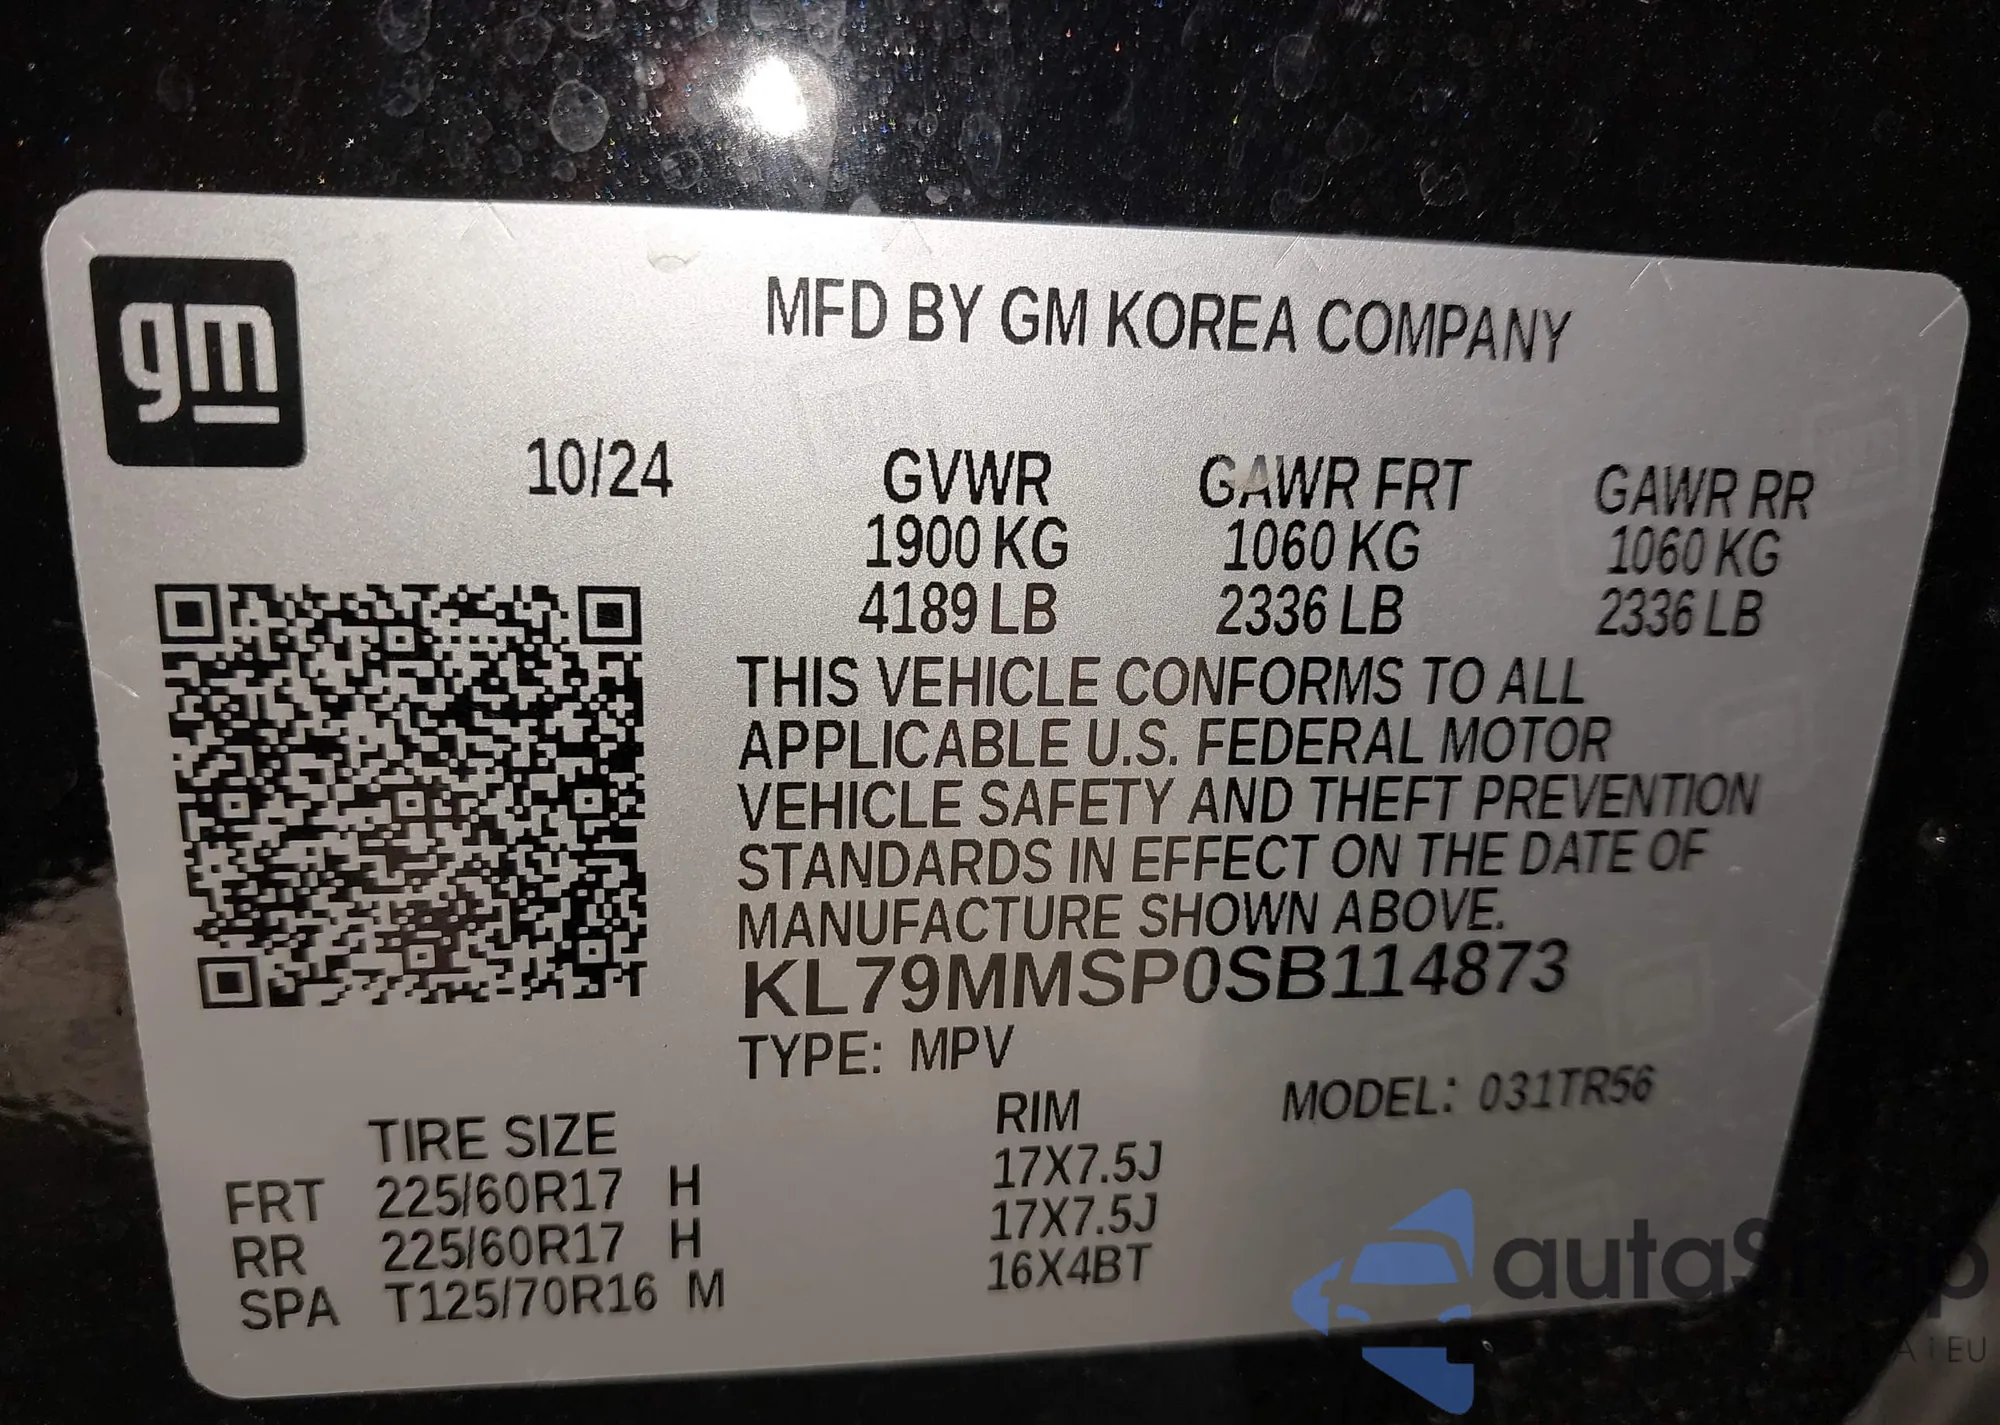 gm
MFD BY GM KOREA COMPANY
10/24
GVWR GAWR FRT GAWR RR
1900 KG 1060 KG 1060 KG
4189 LB 2336 LB 2336 LB
THIS VEHICLE CONFORMS TO ALL
APPLICABLE U.S. FEDERAL MOTOR
VEHICLE SAFETY AND THEFT PREVENTION
STANDARDS IN EFFECT ON THE DATE OF
MANUFACTURE SHOWN ABOVE.
KL79MMSP0SB114873
TYPE: MPV
MODEL: 031TR56
TIRE SIZE RIM
FRT 225/60R17 H 17X7.5J
RR 225/60R17 H 17X7.5J
SPA T125/70R16 M 16X4BT
autaShap
A i EU